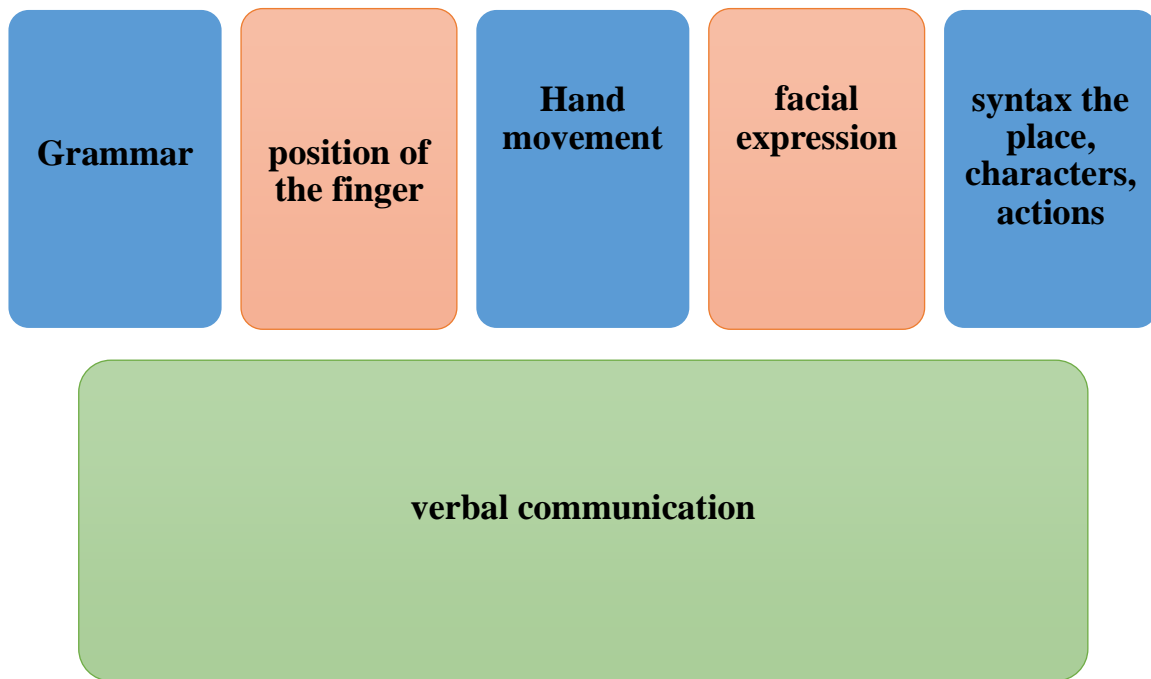 Grammar
position of
the finger
Hand
movement
facial
expression
syntax the
place,
characters,
actions
verbal communication